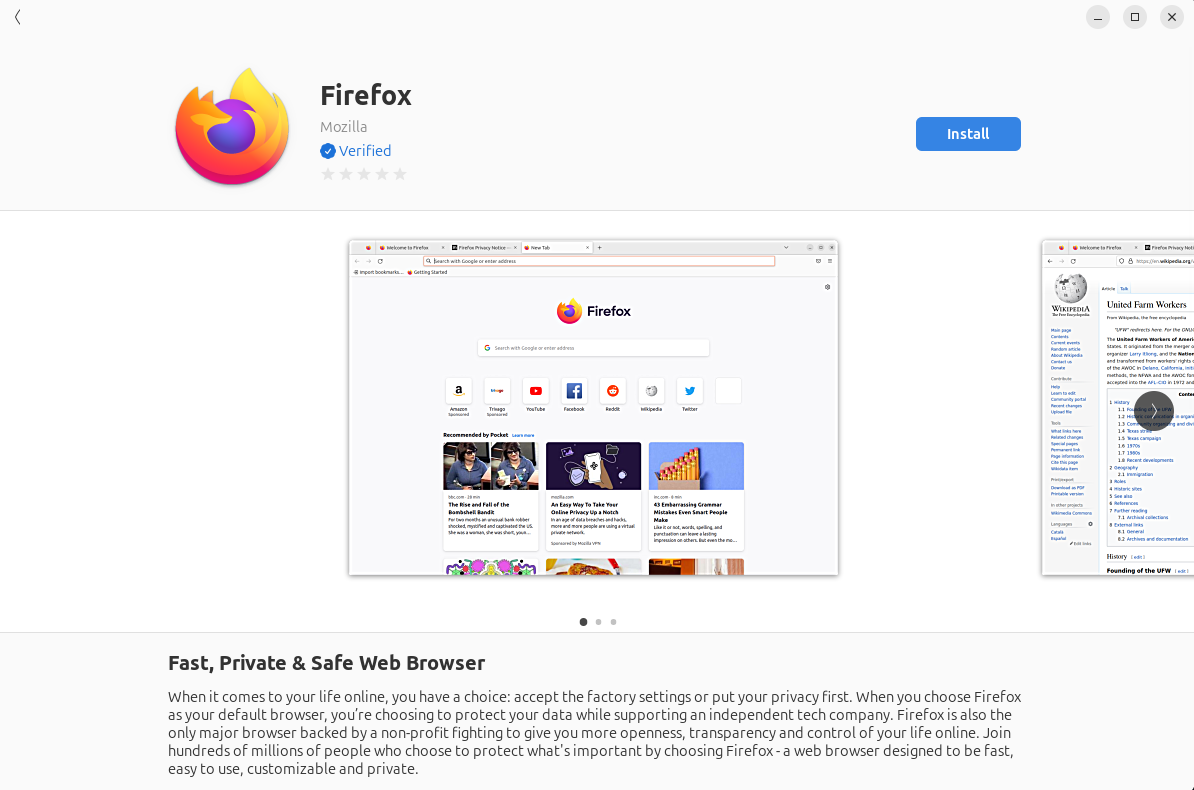 Firefox
Mozilla
Verified
Install
Welcome to Firefox
Firefox Privacy Notice
New Tab
Search with Google or enter address
Import bookmarks...
Getting Started
Firefox
Search with Google or enter address
Amazon
Sponsored
Trivago
Sponsored
YouTube
Facebook
Reddit
Wikipedia
Twitter
Recommended by Pocket Learn more
bbc.com · 28 min
The Rise and Fall of the
Bombshell Bandit
For two months an unusual bank robber
shocked, mystified and captivated the US.
She was a woman, she was short, your...
mozilla.com
An Easy Way To Take Your
Online Privacy Up a Notch
In an age of data breaches and hacks,
more and more people are using a virtual
private network.
Sponsored by Mozilla VPN
inc.com · 6 min
43 Embarrassing Grammar
Mistakes Even Smart People
Make
Like it or not, words, spelling, and
punctuation can leave a lasting
impression on others. But even the mo...
Welcome to Firefox
Firefox Privacy Noti
https://en.wikipedia.org/
WIKIPEDIA
The Free Encyclopedia
Main page
Contents
Current events
Random article
About Wikipedia
Contact us
Donate
Contribute
Help
Learn to edit
Community portal
Recent changes
Upload file
Tools
What links here
Related changes
Special pages
Permanent link
Page information
Cite this page
Wikidata item
Print/export
Download as PDF
Printable version
In other projects
Wikimedia Commons
Languages
Català
Español
Edit links
Article Talk
United Farm Workers
From Wikipedia, the free encyclopedia
"UFW" redirects here. For the
The United Farm Workers of Amer
States. It originated from the merger o
organizer Larry Itliong, and the Nation
and transformed from workers' rights o
of the AWOC in Delano, California, initi
methods, the NFWA and the AWOC for
accepted into the AFL-CIO in 1972 and
Conte
1 History
1.1 Founding of the UFW
1.2 Historic
1.3 Community organizing and divi
1.4 Texas strike
1.5 Texas campaign
1.6 1970s
1.7 1980s
1.8 Recent developments
2 Geography
2.1 Immigration
3 Roles
4 Historic sites
5 See also
6 References
7 Further reading
7.1 Archival collections
8 External links
8.1 General
8.2 Archives and documentation
History [ edit ]
Founding of the UFW [ edit ]
Fast, Private & Safe Web Browser
When it comes to your life online, you have a choice: accept the factory settings or put your privacy first. When you choose Firefox
as your default browser, you’re choosing to protect your data while supporting an independent tech company. Firefox is also the
only major browser backed by a non-profit fighting to give you more openness, transparency and control of your life online. Join
hundreds of millions of people who choose to protect what's important by choosing Firefox - a web browser designed to be fast,
easy to use, customizable and private.